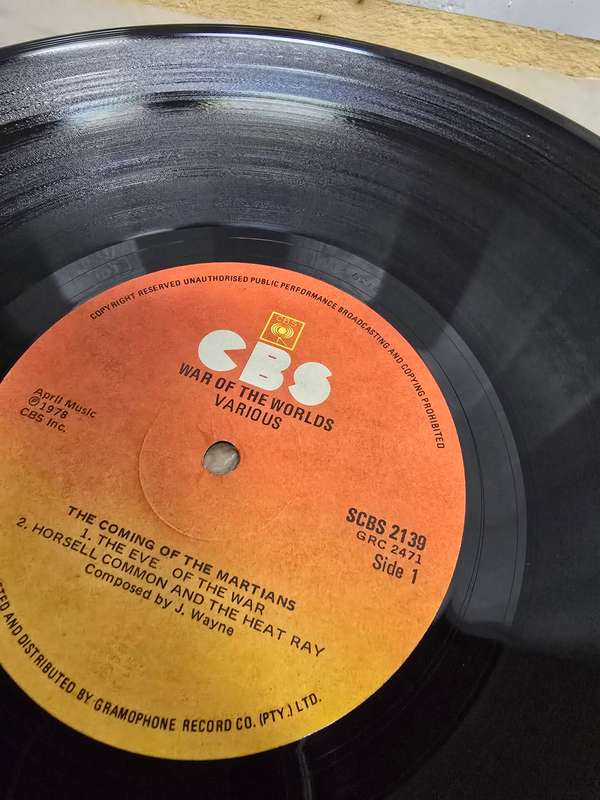 COPYRIGHT RESERVED UNAUTHORISED PUBLIC PERFORMANCE BROADCASTING AND COPYING PROHIBITED
CBS
CBS
WAR OF THE WORLDS
VARIOUS
April Music
Ⓟ1978
CBS Inc.
SCBS 2139
GRC 2471
Side 1
THE COMING OF THE MARTIANS
1. THE EVE OF THE WAR
2. HORSELL COMMON AND THE HEAT RAY
Composed by J. Wayne
AND DISTRIBUTED BY GRAMOPHONE RECORD CO. (PTY.) LTD.